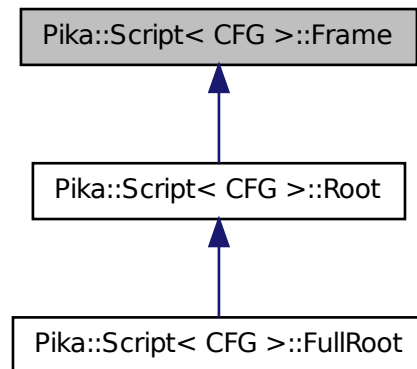 Pika::Script< CFG >::Frame
Pika::Script< CFG >::Root
Pika::Script< CFG >::FullRoot